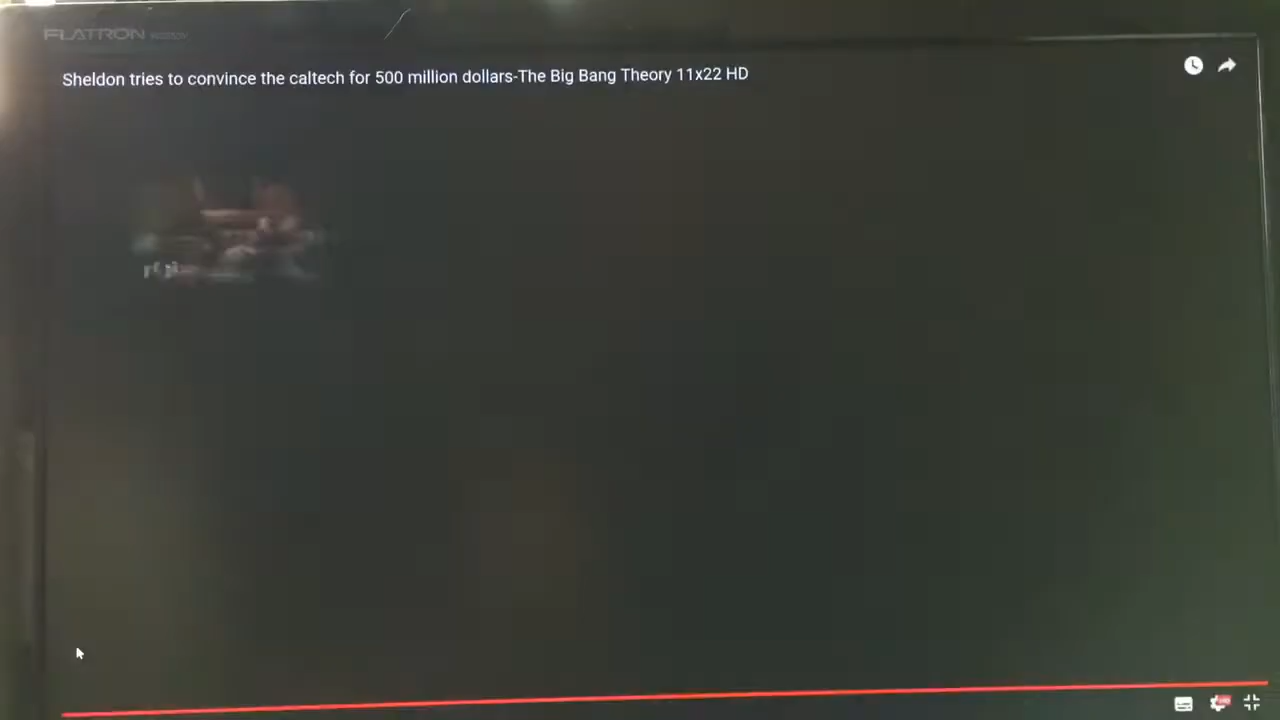 FLATRON
Sheldon tries to convince the caltech for 500 million dollars-The Big Bang Theory 11x22 HD